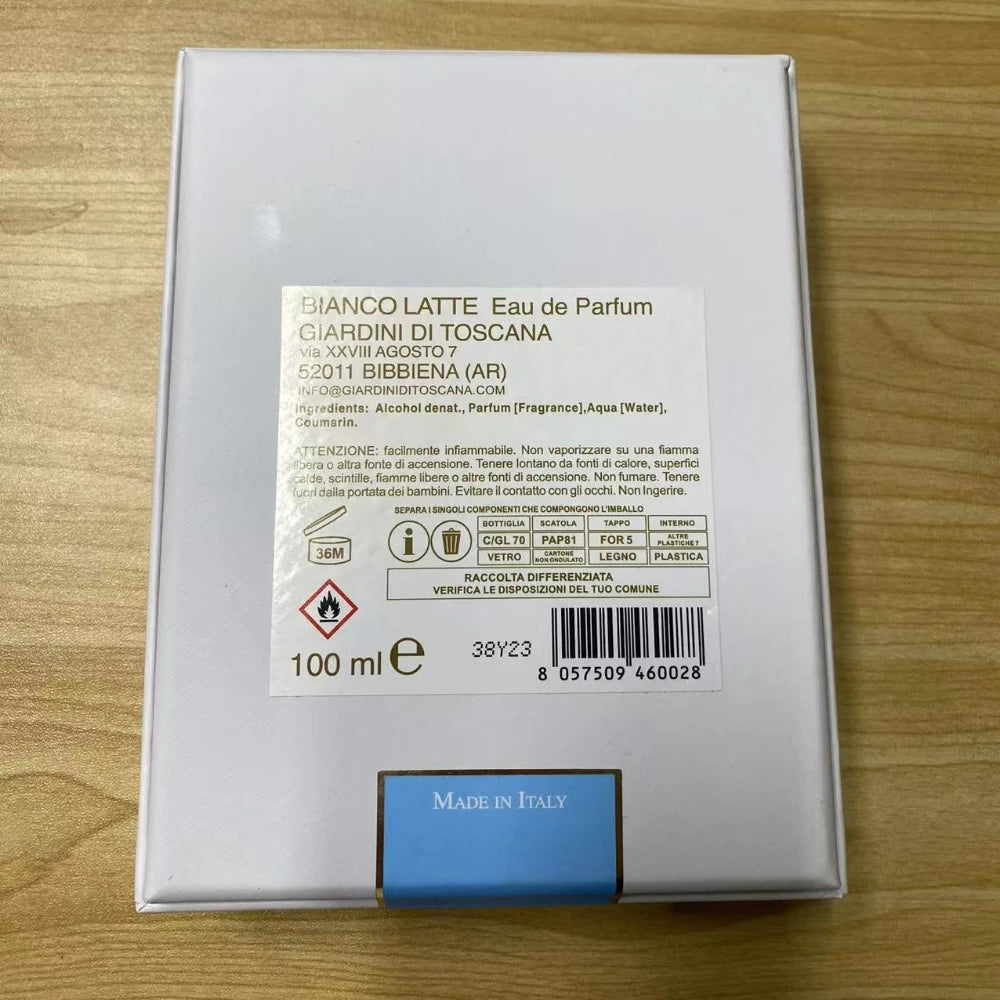 BIANCO LATTE Eau de Parfum
GIARDINI DI TOSCANA
via XXVIII AGOSTO 7
52011 BIBBIENA (AR)
INFO@GIARDINIDITOSCANA.COM
Ingredients: Alcohol denat., Parfum [Fragrance],Aqua [Water],
Coumarin.
ATTENZIONE: facilmente infiammabile. Non vaporizzare su una fiamma
libera o altra fonte di accensione. Tenere lontano da fonti di calore, superfici
calde, scintille, fiamme libere o altre fonti di accensione. Non fumare. Tenere
fuori dalla portata dei bambini. Evitare il contatto con gli occhi. Non Ingerire.
SEPARA I SINGOLI COMPONENTI CHE COMPONGONO L'IMBALLO
BOTTIGLIA SCATOLA TAPPO INTERNO
C/GL 70 PAP81 FOR 5 ALTRE PLASTICHE 7
VETRO CARTONE NON ONDULATO LEGNO PLASTICA
36M
RACCOLTA DIFFERENZIATA
VERIFICA LE DISPOSIZIONI DEL TUO COMUNE
100 ml e
38Y23
8 057509 460028
MADE IN ITALY